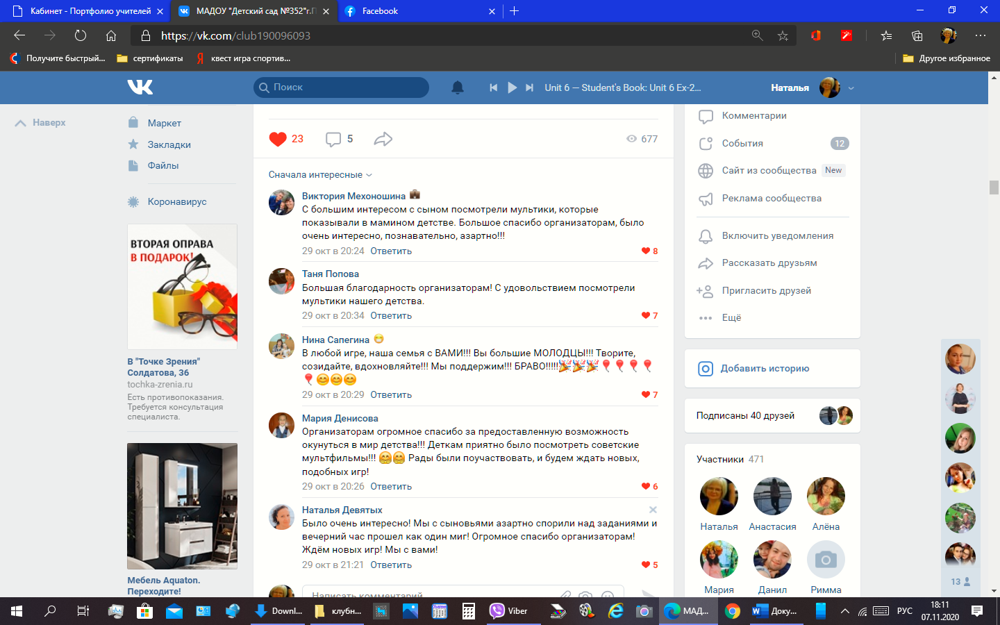 Кабинет - Портфолио учителей
МАДОУ "Детский сад №352"г.П
Facebook
https://vk.com/club190096093
Получите быстрый...
сертификаты
квест игра спортив...
Другое избранное
Поиск
Unit 6 — Student's Book: Unit 6 Ex-2...
Наталья
Наверх
Маркет
Закладки
Файлы
Коронавирус
ВТОРАЯ ОПРАВА
В ПОДАРОК!
В "Точке Зрения"
Солдатова, 36
tochka-zrenia.ru
Есть противопоказания.
Требуется консультация
специалиста.
Мебель Aquaton.
Переходите!
23
5
677
Сначала интересные
Виктория Мехоношина
С большим интересом с сыном посмотрели мультики, которые
показывали в мамином детстве. Большое спасибо организаторам, было
очень интересно, познавательно, азартно!!!
29 окт в 20:24 Ответить
8
Таня Попова
Большая благодарность организаторам! С удовольствием посмотрели
мультики нашего детства.
29 окт в 20:34 Ответить
7
Нина Сапегина 😁
В любой игре, наша семья с ВАМИ!!! Вы большие МОЛОДЦЫ!!! Творите,
созидайте, вдохновляйте!!! Мы поддержим!!! БРАВО!!!!!🎉🎉🎉🎈🎈🎈🎈
🎈😊😊😊
29 окт в 20:29 Ответить
7
Мария Денисова
Организаторам огромное спасибо за предоставленную возможность
окунуться в мир детства!!! Деткам приятно было посмотреть советские
мультфильмы!!! 🤗🤗 Рады были поучаствовать, и будем ждать новых,
подобных игр!
29 окт в 20:26 Ответить
6
Наталья Девятых
Было очень интересно! Мы с сыновьями азартно спорили над заданиями и
вечерний час прошел как один миг! Огромное спасибо организаторам!
Ждём новых игр! Мы с вами!
29 окт в 21:21 Ответить
5
Написать комментарий
Комментарии
События
12
Сайт из сообщества New
Реклама сообщества
Включить уведомления
Рассказать друзьям
Пригласить друзей
Ещё
Добавить историю
Подписаны 40 друзей
Участники 471
Наталья
Анастасия
Алёна
Мария
Данил
Римма
13
Downl...
клубн...
Viber
МАД...
Доку...
РУС
18:11
07.11.2020